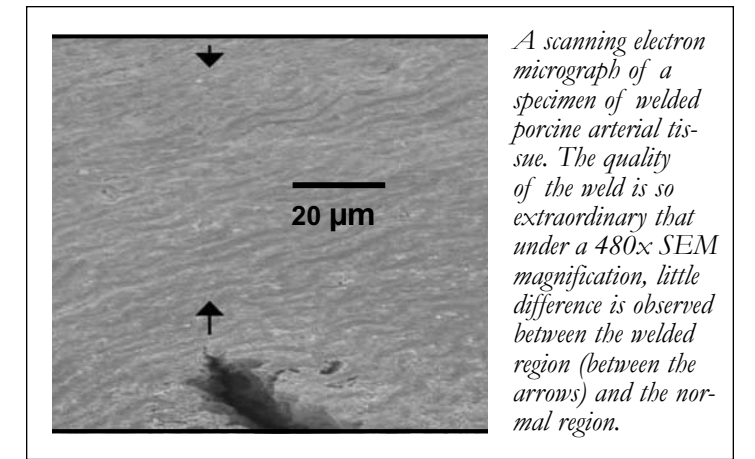 20 µm
A scanning electron
micrograph of a
specimen of welded
porcine arterial tis-
sue. The quality
of the weld is so
extraordinary that
under a 480x SEM
magnification, little
difference is observed
between the welded
region (between the
arrows) and the nor-
mal region.